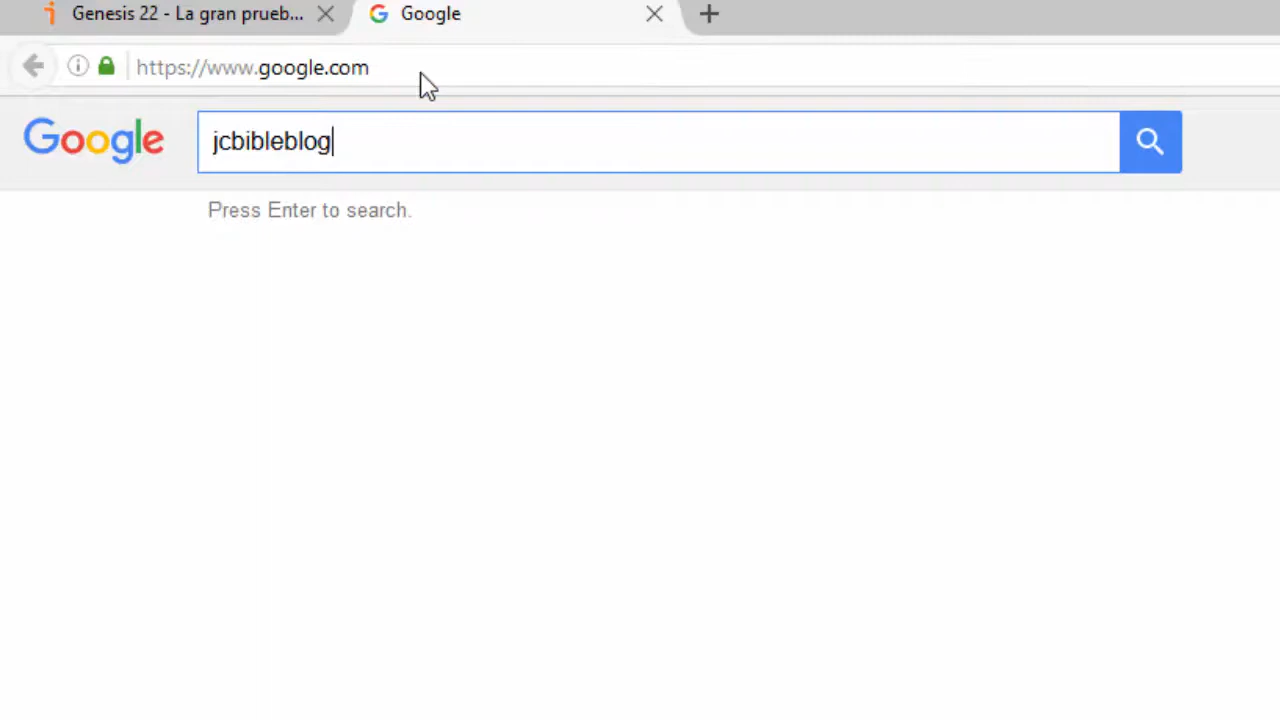 Genesis 22 - La gran prueb...
Google
https://www.google.com
Google
jcbibleblog
Press Enter to search.